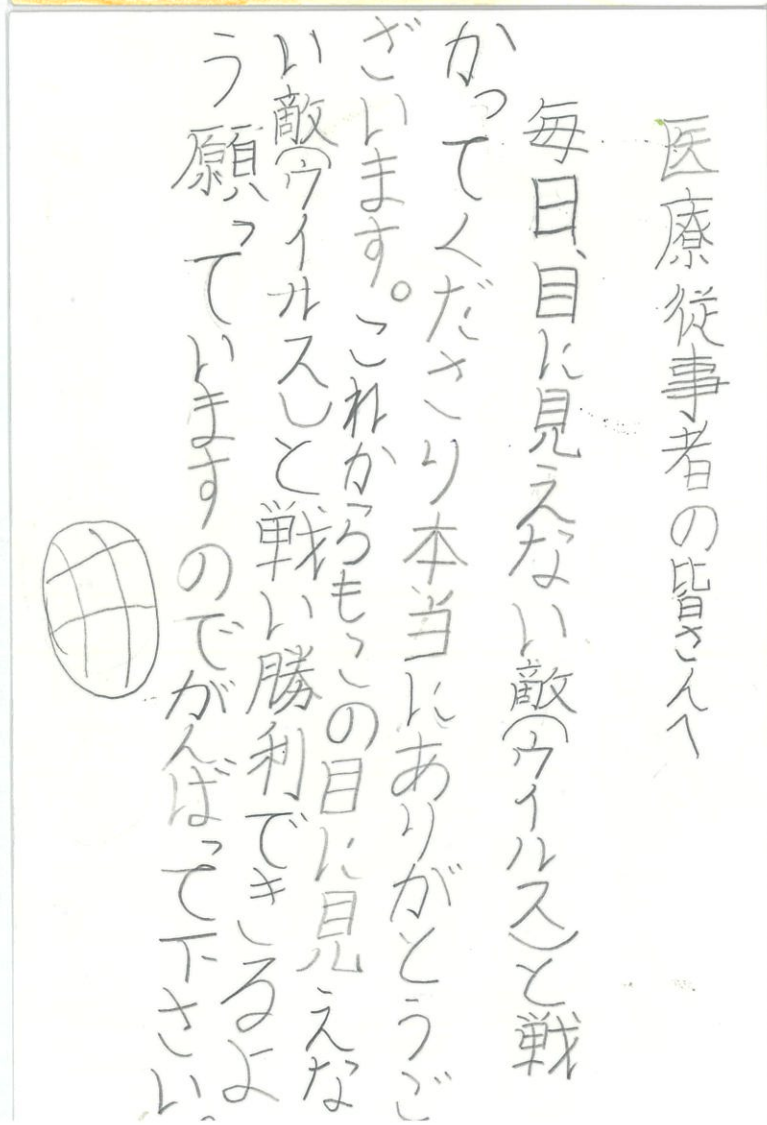 医療従事者の皆さんへ
毎日、目に見えない敵(ウイルス)と戦
かってくださり本当にありがとうご
ざいます。これからもこの目に見えな
い敵(ウイルス)と戦い勝利できるよ
う願っていますのでがんばって下さい。